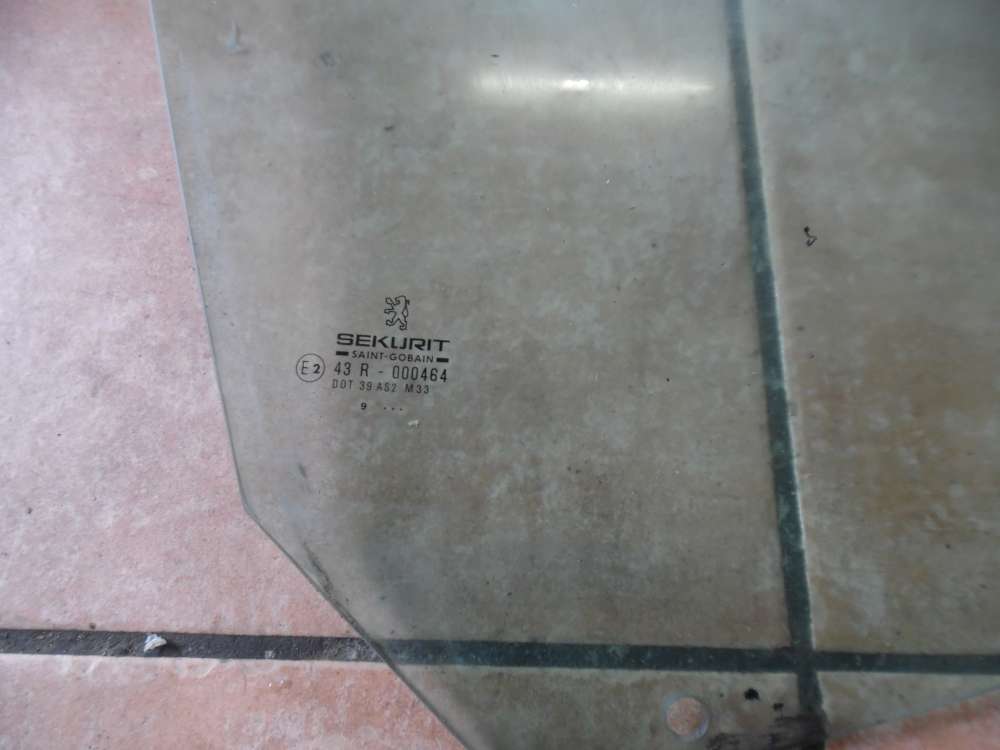 SEKURIT
SAINT-GOBAIN
E2 43 R - 000464
DOT 39 AS2 M33
9 ...